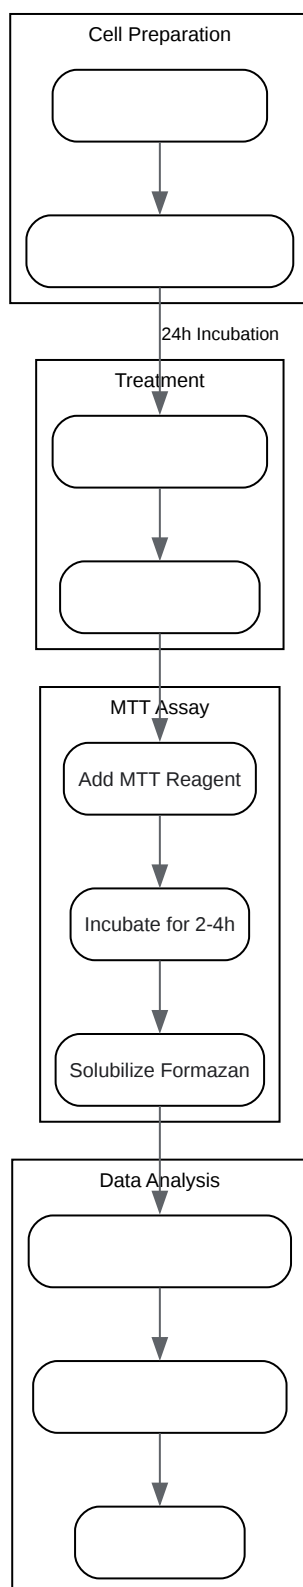 Cell Preparation
24h Incubation
Treatment
MTT Assay
Add MTT Reagent
Incubate for 2-4h
Solubilize Formazan
Data Analysis